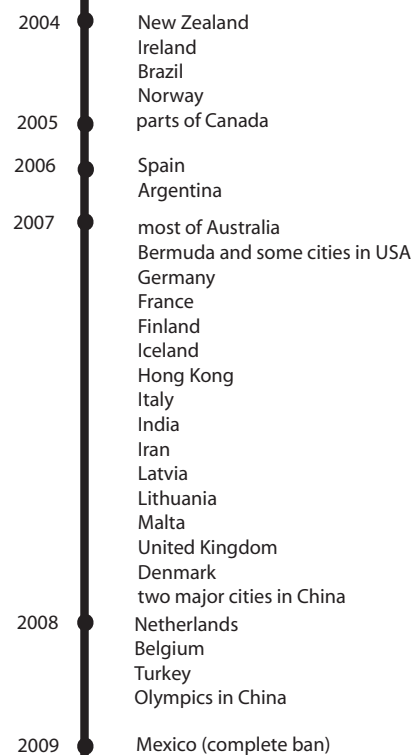 2004 New Zealand
Ireland
Brazil
Norway
2005 parts of Canada
2006 Spain
Argentina
2007 most of Australia
Bermuda and some cities in USA
Germany
France
Finland
Iceland
Hong Kong
Italy
India
Iran
Latvia
Lithuania
Malta
United Kingdom
Denmark
two major cities in China
2008 Netherlands
Belgium
Turkey
Olympics in China
2009 Mexico (complete ban)